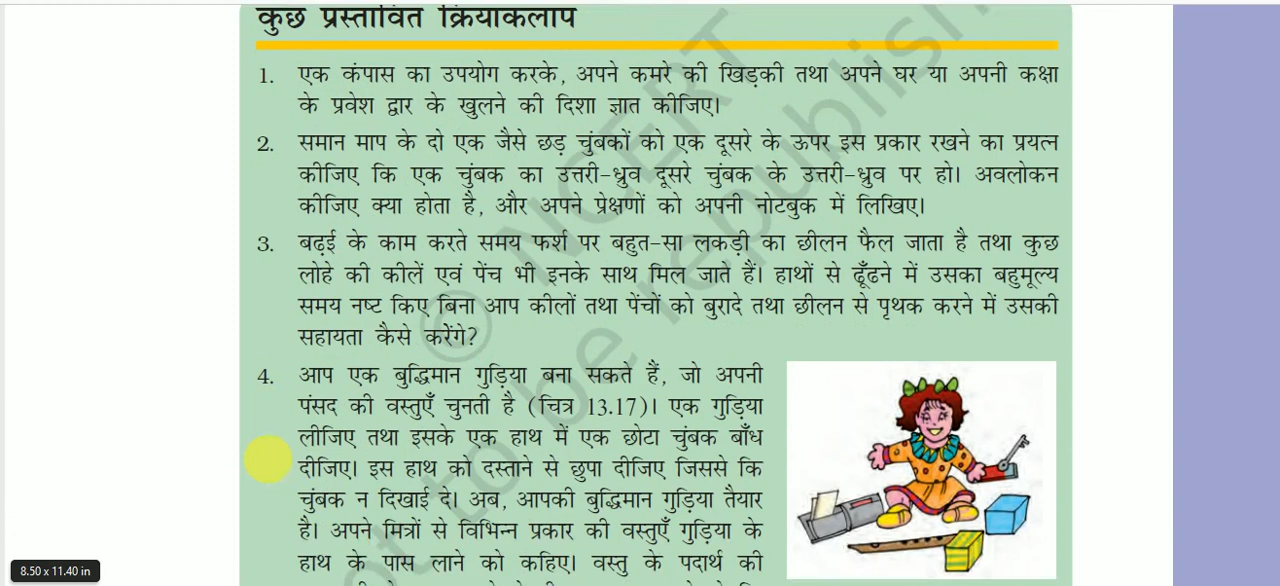 कुछ प्रस्तावित क्रियाकलाप
1. एक कंपास का उपयोग करके, अपने कमरे की खिड़की तथा अपने घर या अपनी कक्षा
के प्रवेश द्वार के खुलने की दिशा ज्ञात कीजिए।
2. समान माप के दो एक जैसे छड़ चुंबकों को एक दूसरे के ऊपर इस प्रकार रखने का प्रयत्न
कीजिए कि एक चुंबक का उत्तरी-ध्रुव दूसरे चुंबक के उत्तरी-ध्रुव पर हो। अवलोकन
कीजिए क्या होता है, और अपने प्रेक्षणों को अपनी नोटबुक में लिखिए।
3. बढ़ई के काम करते समय फर्श पर बहुत-सा लकड़ी का छीलन फैल जाता है तथा कुछ
लोहे की कीलें एवं पेंच भी इनके साथ मिल जाते हैं। हाथों से ढूँढने में उसका बहुमूल्य
समय नष्ट किए बिना आप कीलों तथा पेंचों को बुरादे तथा छीलन से पृथक करने में उसकी
सहायता कैसे करेंगे?
4. आप एक बुद्धिमान गुड़िया बना सकते हैं, जो अपनी
पंसद की वस्तुएँ चुनती है (चित्र 13.17)। एक गुड़िया
लीजिए तथा इसके एक हाथ में एक छोटा चुंबक बाँध
दीजिए। इस हाथ को दस्ताने से छुपा दीजिए जिससे कि
चुंबक न दिखाई दे। अब, आपकी बुद्धिमान गुड़िया तैयार
है। अपने मित्रों से विभिन्न प्रकार की वस्तुएँ गुड़िया के
हाथ के पास लाने को कहिए। वस्तु के पदार्थ की
© NCERT
not to be republish
8.50 x 11.40 in